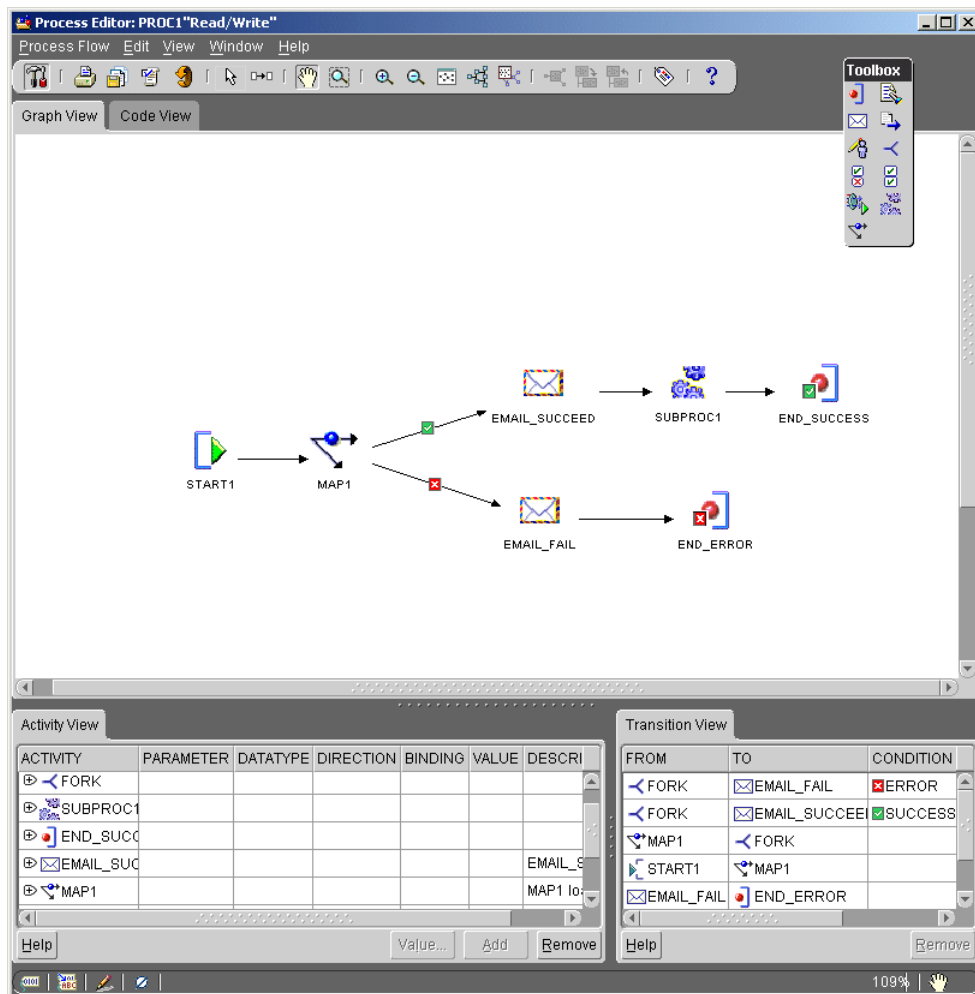 Process Editor: PROC1"Read/Write"
Process Flow Edit View Window Help
Toolbox
Graph View Code View
EMAIL_SUCCEED
SUBPROC1
END_SUCCESS
START1
MAP1
EMAIL_FAIL
END_ERROR
Activity View
ACTIVITY PARAMETER DATATYPE DIRECTION BINDING VALUE DESCRI
FORK
SUBPROC1
END_SUCC
EMAIL_SUC EMAIL_S
MAP1 MAP1 lo
Help Value... Add Remove
Transition View
FROM TO CONDITION
FORK EMAIL_FAIL ERROR
FORK EMAIL_SUCCEE SUCCESS
MAP1 FORK
START1 MAP1
EMAIL_FAIL END_ERROR
Help Remove
109%